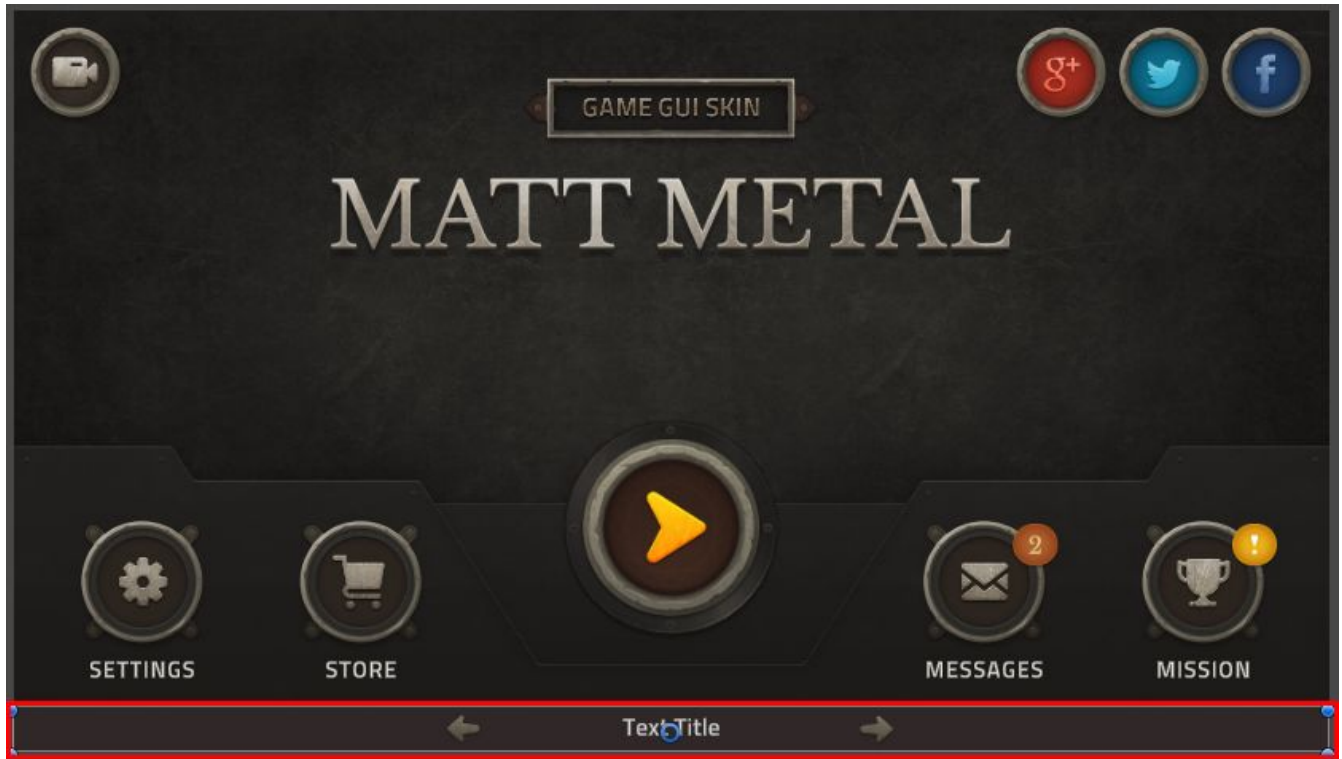 g+
f
GAME GUI SKIN
MATT METAL
2
!
SETTINGS
STORE
MESSAGES
MISSION
Text Title